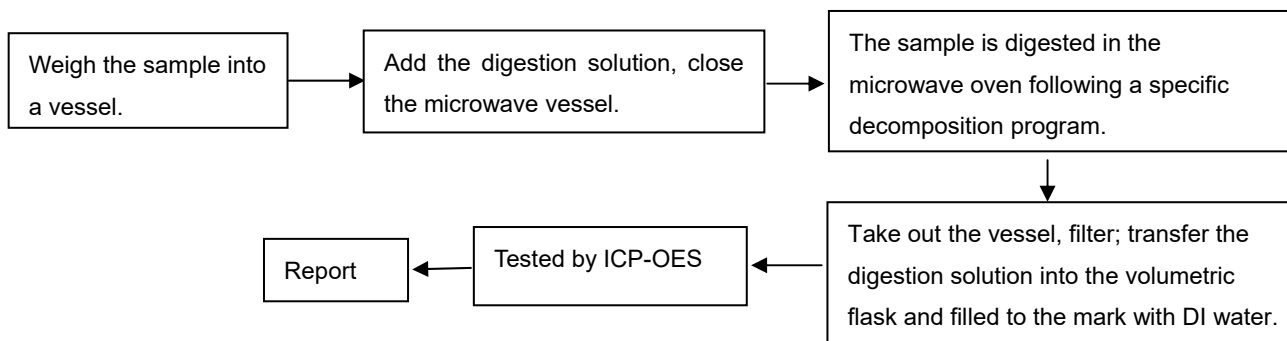 Weigh the sample into
a vessel.
Add the digestion solution, close
the microwave vessel.
The sample is digested in the
microwave oven following a specific
decomposition program.
Take out the vessel, filter; transfer the
digestion solution into the volumetric
flask and filled to the mark with DI water.
Tested by ICP-OES
Report